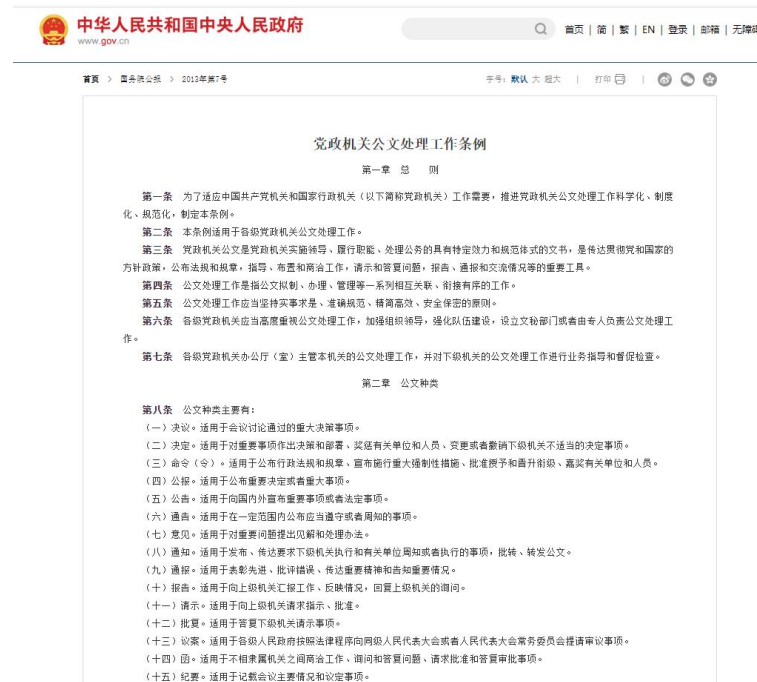 中华人民共和国中央人民政府
www.gov.cn
首页 | 简 | 繁 | EN | 登录 | 邮箱 | 无障碍
首页 > 国务院公报 > 2013年第7号
字号: 默认 大 超大 | 打印 |
党政机关公文处理工作条例
第一章 总 则
第一条 为了适应中国共产党机关和国家行政机关（以下简称党政机关）工作需要，推进党政机关公文处理工作科学化、制度
化、规范化，制定本条例。
第二条 本条例适用于各级党政机关公文处理工作。
第三条 党政机关公文是党政机关实施领导、履行职能、处理公务的具有特定效力和规范体式的文书，是传达贯彻党和国家的
方针政策，公布法规和规章，指导、布置和商洽工作，请示和答复问题，报告、通报和交流情况等的重要工具。
第四条 公文处理工作是指公文拟制、办理、管理等一系列相互关联、衔接有序的工作。
第五条 公文处理工作应当坚持实事求是、准确规范、精简高效、安全保密的原则。
第六条 各级党政机关应当高度重视公文处理工作，加强组织领导，强化队伍建设，设立文秘部门或者由专人负责公文处理工
作。
第七条 各级党政机关办公厅（室）主管本机关的公文处理工作，并对下级机关的公文处理工作进行业务指导和督促检查。
第二章 公文种类
第八条 公文种类主要有：
（一）决议。适用于会议讨论通过的重大决策事项。
（二）决定。适用于对重要事项作出决策和部署、奖惩有关单位和人员、变更或者撤销下级机关不适当的决定事项。
（三）命令（令）。适用于公布行政法规和规章、宣布施行重大强制性措施、批准授予和晋升衔级、嘉奖有关单位和人员。
（四）公报。适用于公布重要决定或者重大事项。
（五）公告。适用于向国内外宣布重要事项或者法定事项。
（六）通告。适用于在一定范围内公布应当遵守或者周知的事项。
（七）意见。适用于对重要问题提出见解和处理办法。
（八）通知。适用于发布、传达要求下级机关执行和有关单位周知或者执行的事项，批转、转发公文。
（九）通报。适用于表彰先进、批评错误、传达重要精神和告知重要情况。
（十）报告。适用于向上级机关汇报工作、反映情况，回复上级机关的询问。
（十一）请示。适用于向上级机关请求指示、批准。
（十二）批复。适用于答复下级机关请示事项。
（十三）议案。适用于各级人民政府按照法律程序向同级人民代表大会或者人民代表大会常务委员会提请审议事项。
（十四）函。适用于不相隶属机关之间商洽工作、询问和答复问题、请求批准和答复审批事项。
（十五）纪要。适用于记载会议主要情况和议定事项。